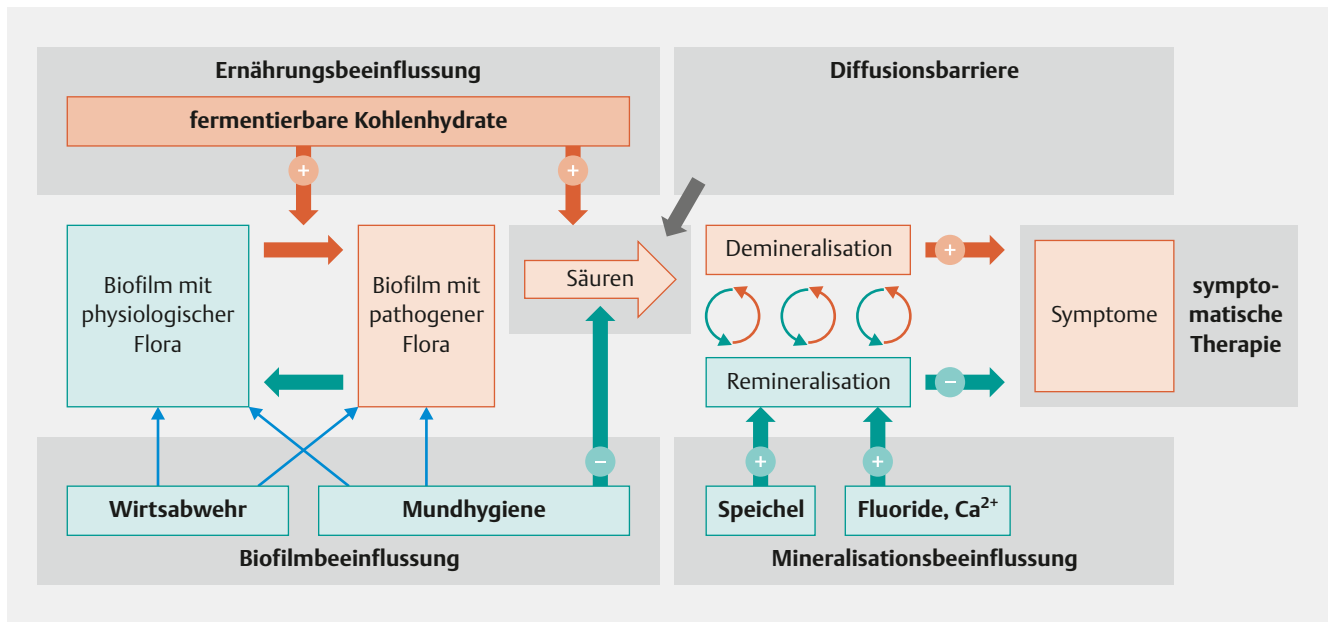 Ernährungsbeeinflussung
Diffusionsbarriere
fermentierbare Kohlenhydrate
+
+
Biofilm mit
physiologischer
Flora
Biofilm mit
pathogener
Flora
Säuren
Demineralisation
+
Symptome
sympto-
matische
Therapie
Remineralisation
−
−
+
+
Wirtsabwehr
Mundhygiene
Speichel
Fluoride, Ca²⁺
Biofilmbeeinflussung
Mineralisationsbeeinflussung